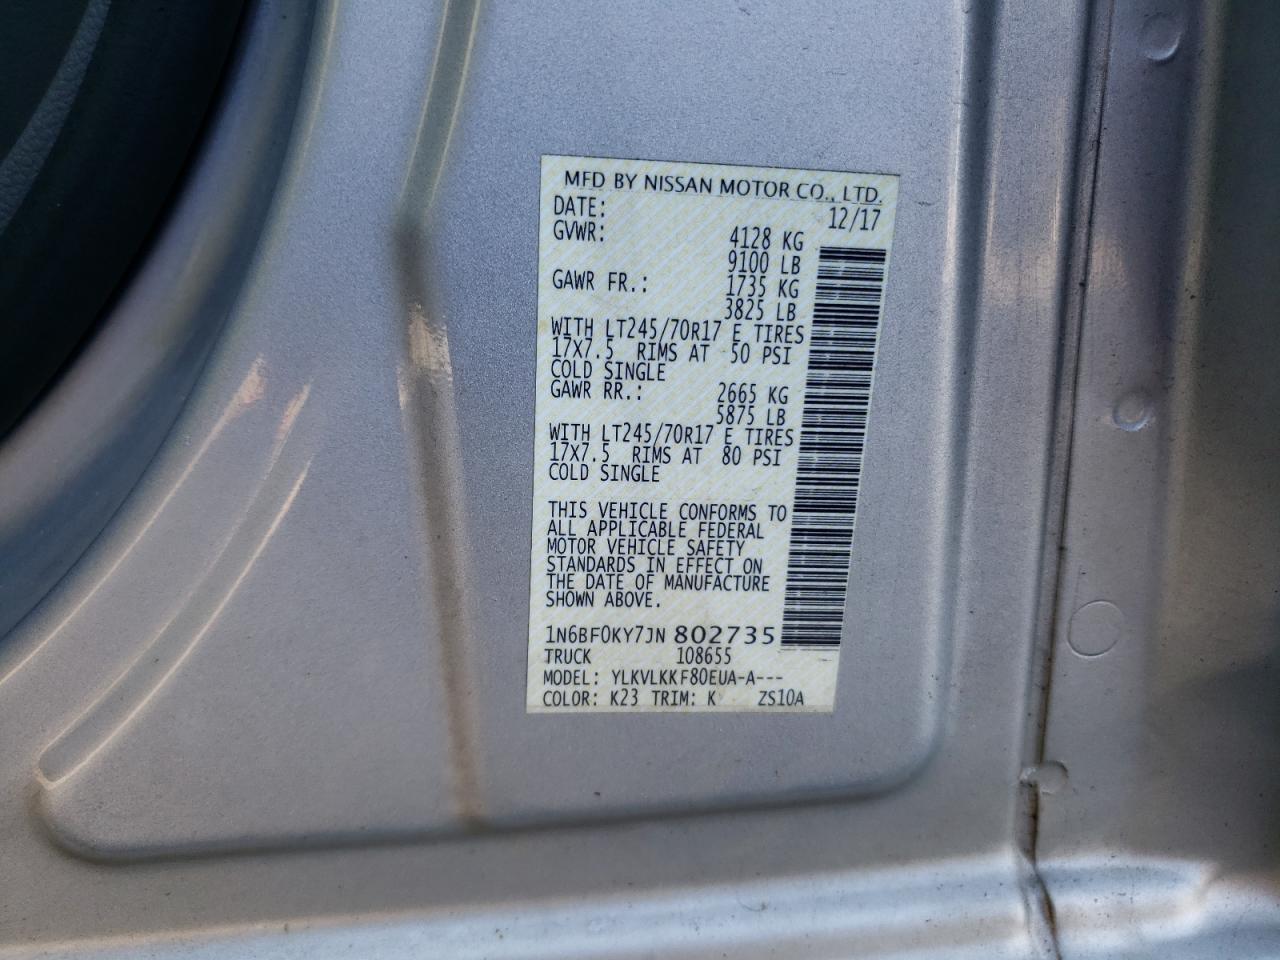 MFD BY NISSAN MOTOR CO., LTD.
DATE: 12/17
GVWR: 4128 KG
9100 LB
GAWR FR.: 1735 KG
3825 LB
WITH LT245/70R17 E TIRES
17X7.5 RIMS AT 50 PSI
COLD SINGLE
GAWR RR.: 2665 KG
5875 LB
WITH LT245/70R17 E TIRES
17X7.5 RIMS AT 80 PSI
COLD SINGLE
THIS VEHICLE CONFORMS TO
ALL APPLICABLE FEDERAL
MOTOR VEHICLE SAFETY
STANDARDS IN EFFECT ON
THE DATE OF MANUFACTURE
SHOWN ABOVE.
1N6BF0KY7JN 802735
TRUCK 108655
MODEL: YLKVLKKF80EUA-A---
COLOR: K23 TRIM: K ZS10A